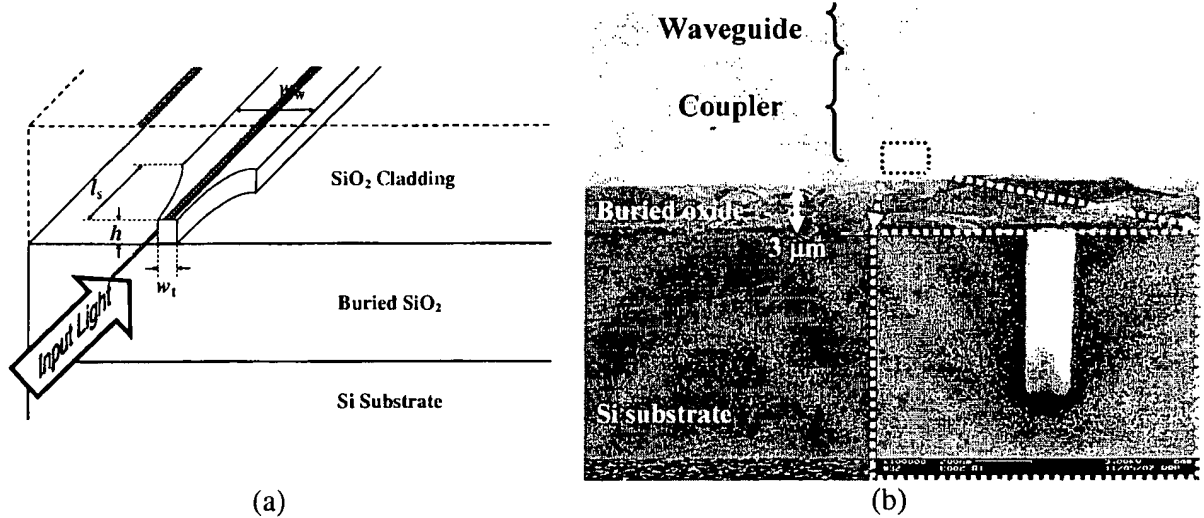 w_w
SiO₂ Cladding
l_s
h
w_t
Buried SiO₂
Input Light
Si Substrate
(a)
Waveguide
Coupler
Buried oxide
3 µm
Si substrate
(b)